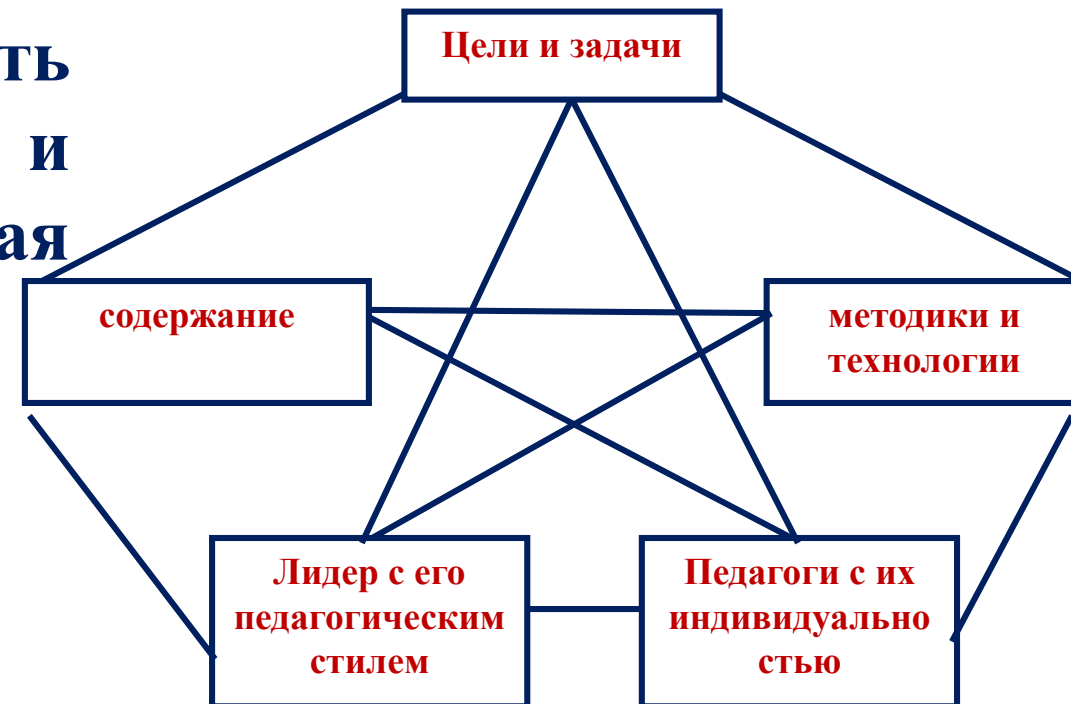 ть
и
ая
Цели и задачи
содержание
методики и
технологии
Лидер с его
педагогическим
стилем
Педагоги с их
индивидуально
стью